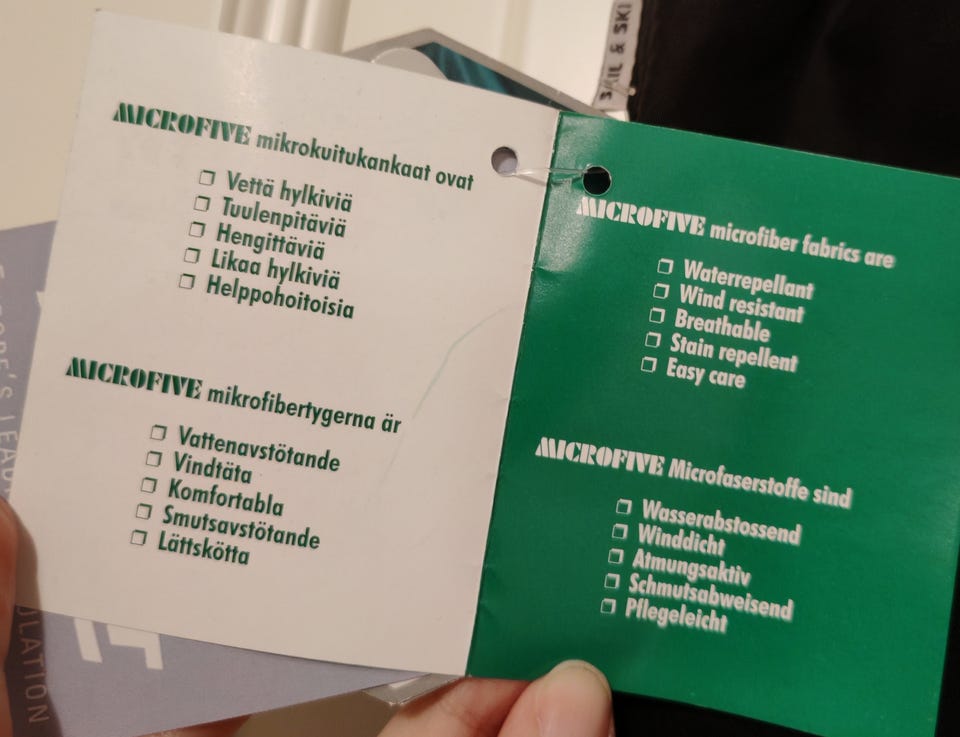 SAIL & SKI
MICROFIVE mikrokuitukankaat ovat
❐ Vettä hylkiviä
❐ Tuulenpitäviä
❐ Hengittäviä
❐ Likaa hylkiviä
❐ Helppohoitoisia
MICROFIVE mikrofibertygerna är
❐ Vattenavstötande
❐ Vindtäta
❐ Komfortabla
❐ Smutsavstötande
❐ Lättskötta
MICROFIVE microfiber fabrics are
❐ Waterrepellant
❐ Wind resistant
❐ Breathable
❐ Stain repellent
❐ Easy care
MICROFIVE Microfaserstoffe sind
❐ Wasserabstossend
❐ Winddicht
❐ Atmungsaktiv
❐ Schmutsabweisend
❐ Pflegeleicht